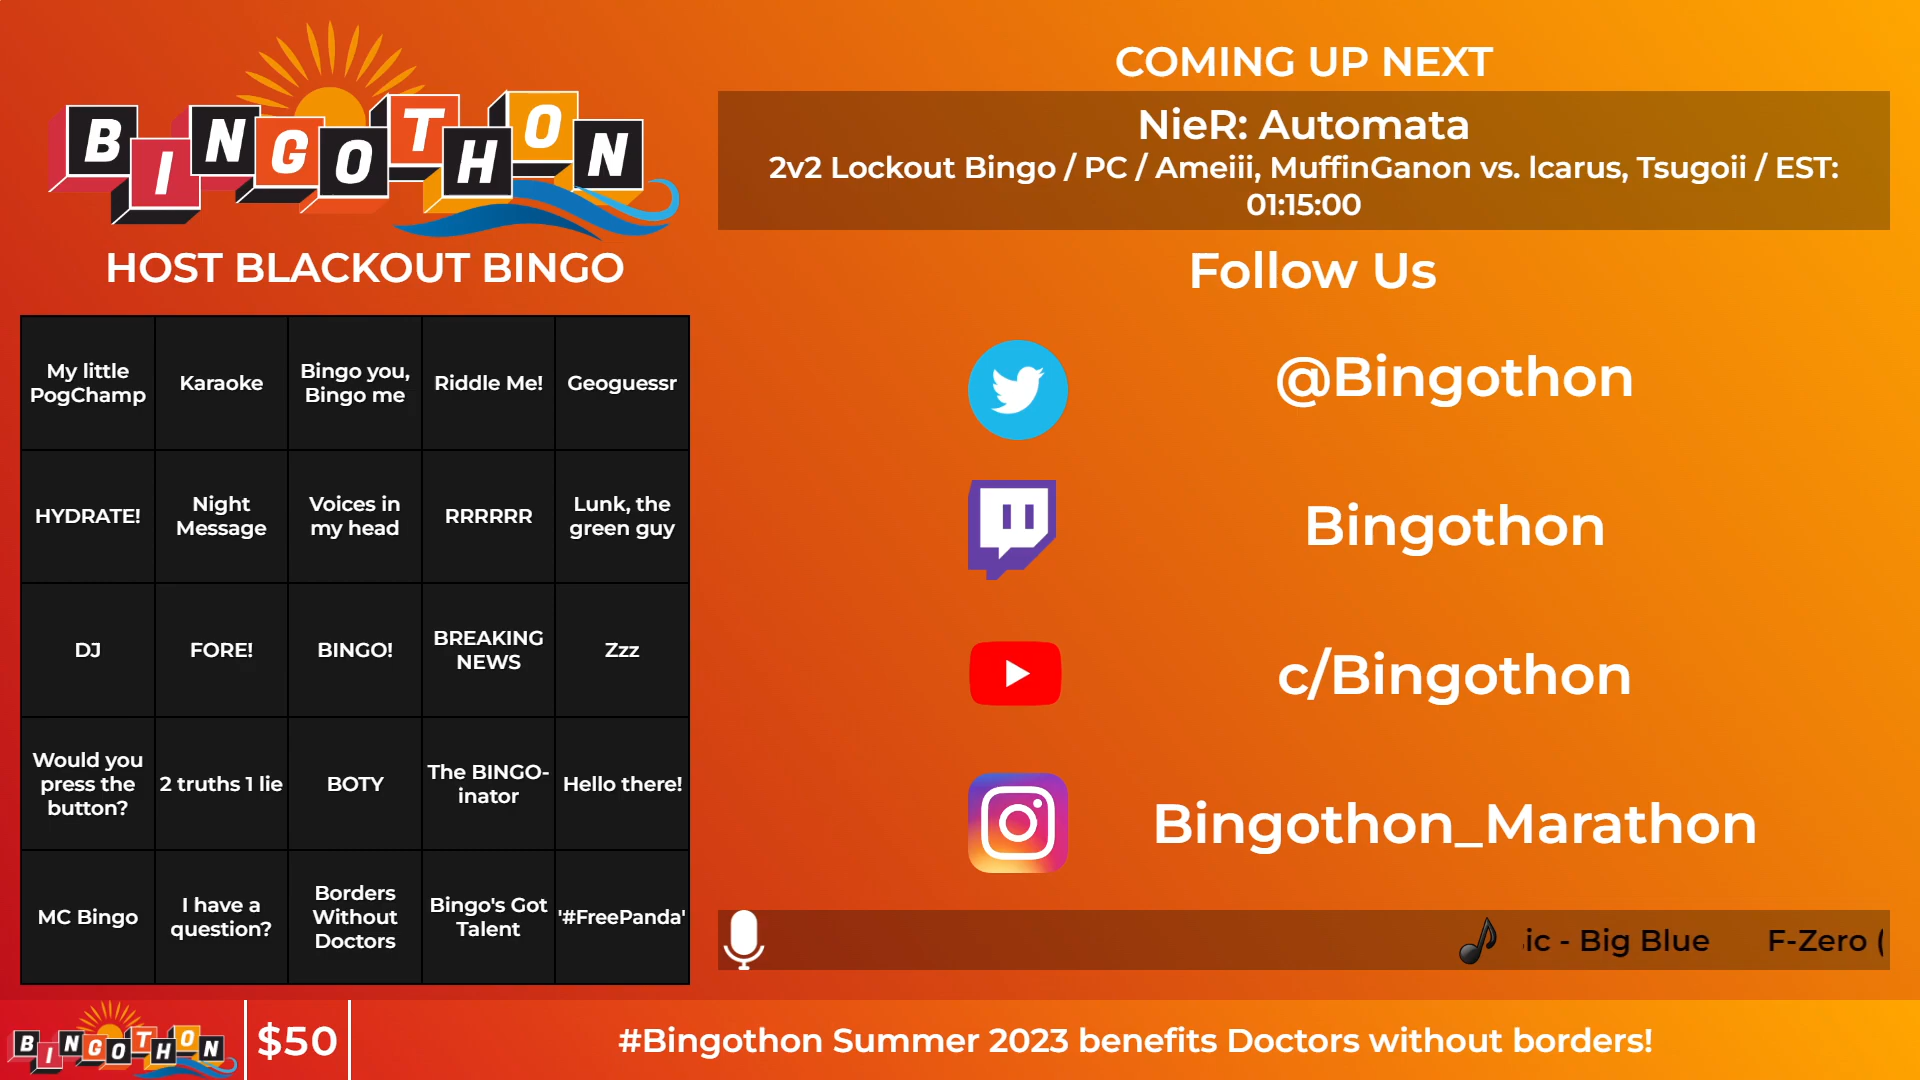 BINGOTHON
HOST BLACKOUT BINGO
My little
PogChamp
Karaoke
Bingo you,
Bingo me
Riddle Me!
Geoguessr
HYDRATE!
Night
Message
Voices in
my head
RRRRRR
Lunk, the
green guy
DJ
FORE!
BINGO!
BREAKING
NEWS
Zzz
Would you
press the
button?
2 truths 1 lie
BOTY
The BINGO-
inator
Hello there!
MC Bingo
I have a
question?
Borders
Without
Doctors
Bingo's Got
Talent
'#FreePanda'
COMING UP NEXT
NieR: Automata
2v2 Lockout Bingo / PC / Ameiii, MuffinGanon vs. Icarus, Tsugoii / EST:
01:15:00
Follow Us
@Bingothon
Bingothon
c/Bingothon
Bingothon_Marathon
ic - Big Blue F-Zero (
BINGOTHON
$50
#Bingothon Summer 2023 benefits Doctors without borders!